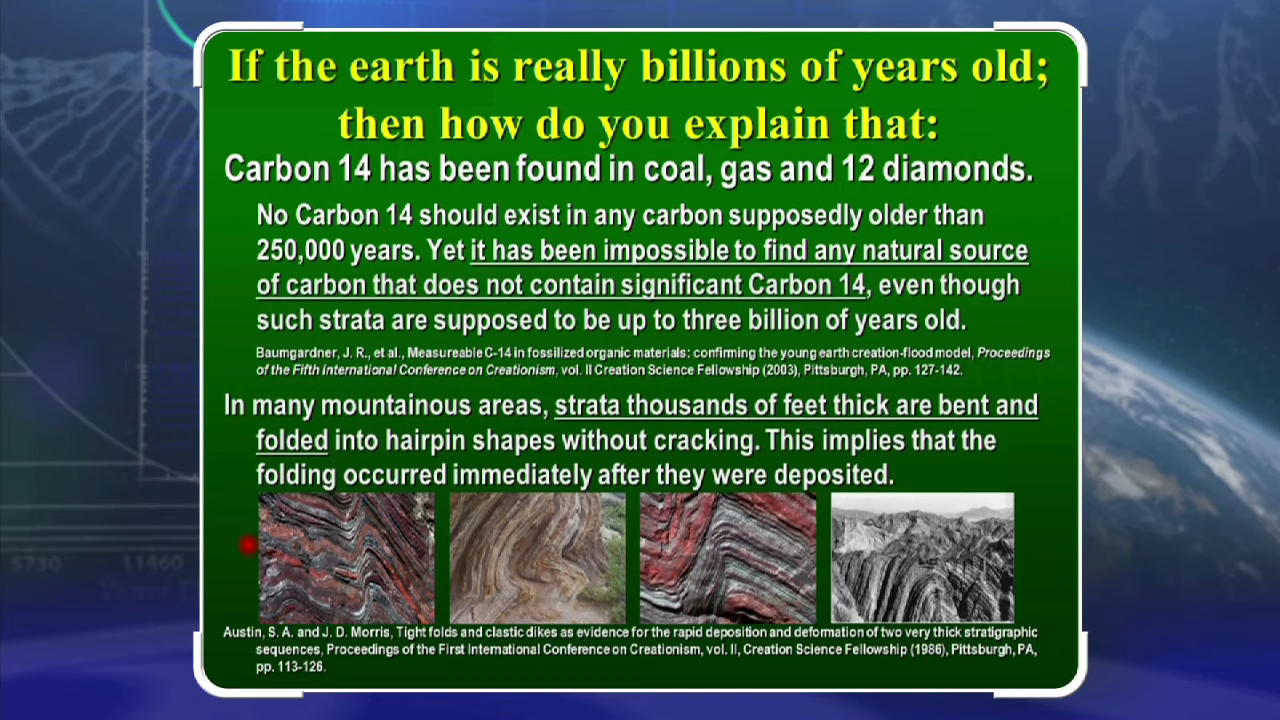 If the earth is really billions of years old;
then how do you explain that:
Carbon 14 has been found in coal, gas and 12 diamonds.
No Carbon 14 should exist in any carbon supposedly older than
250,000 years. Yet it has been impossible to find any natural source
of carbon that does not contain significant Carbon 14, even though
such strata are supposed to be up to three billion of years old.
Baumgardner, J. R., et al., Measureable C-14 in fossilized organic materials: confirming the young earth creation-flood model, Proceedings
of the Fifth International Conference on Creationism, vol. II Creation Science Fellowship (2003), Pittsburgh, PA, pp. 127-142.
In many mountainous areas, strata thousands of feet thick are bent and
folded into hairpin shapes without cracking. This implies that the
folding occurred immediately after they were deposited.
Austin, S. A. and J. D. Morris, Tight folds and clastic dikes as evidence for the rapid deposition and deformation of two very thick stratigraphic
sequences, Proceedings of the First International Conference on Creationism, vol. II, Creation Science Fellowship (1986), Pittsburgh, PA,
pp. 113-126.
5730 11460